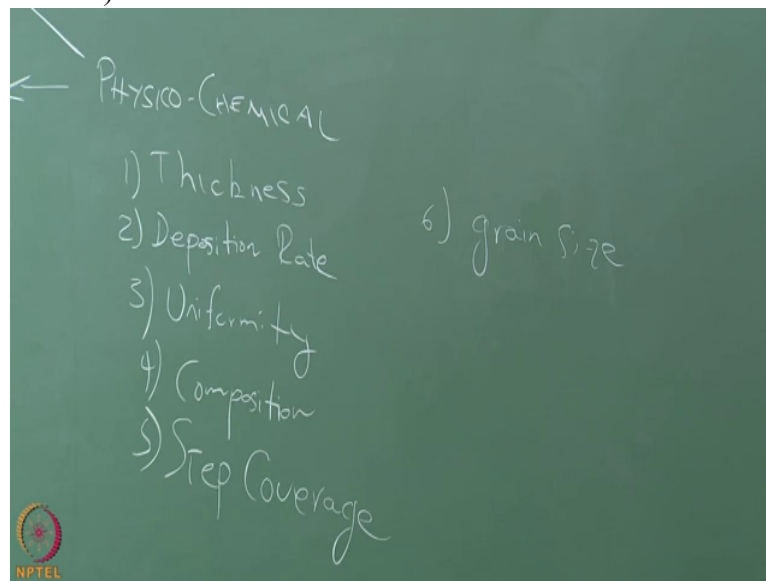 PHYSICO-CHEMICAL
1) Thickness
2) Deposition Rate
3) Uniformity
4) Composition
5) Step Coverage
6) grain size
NPTEL